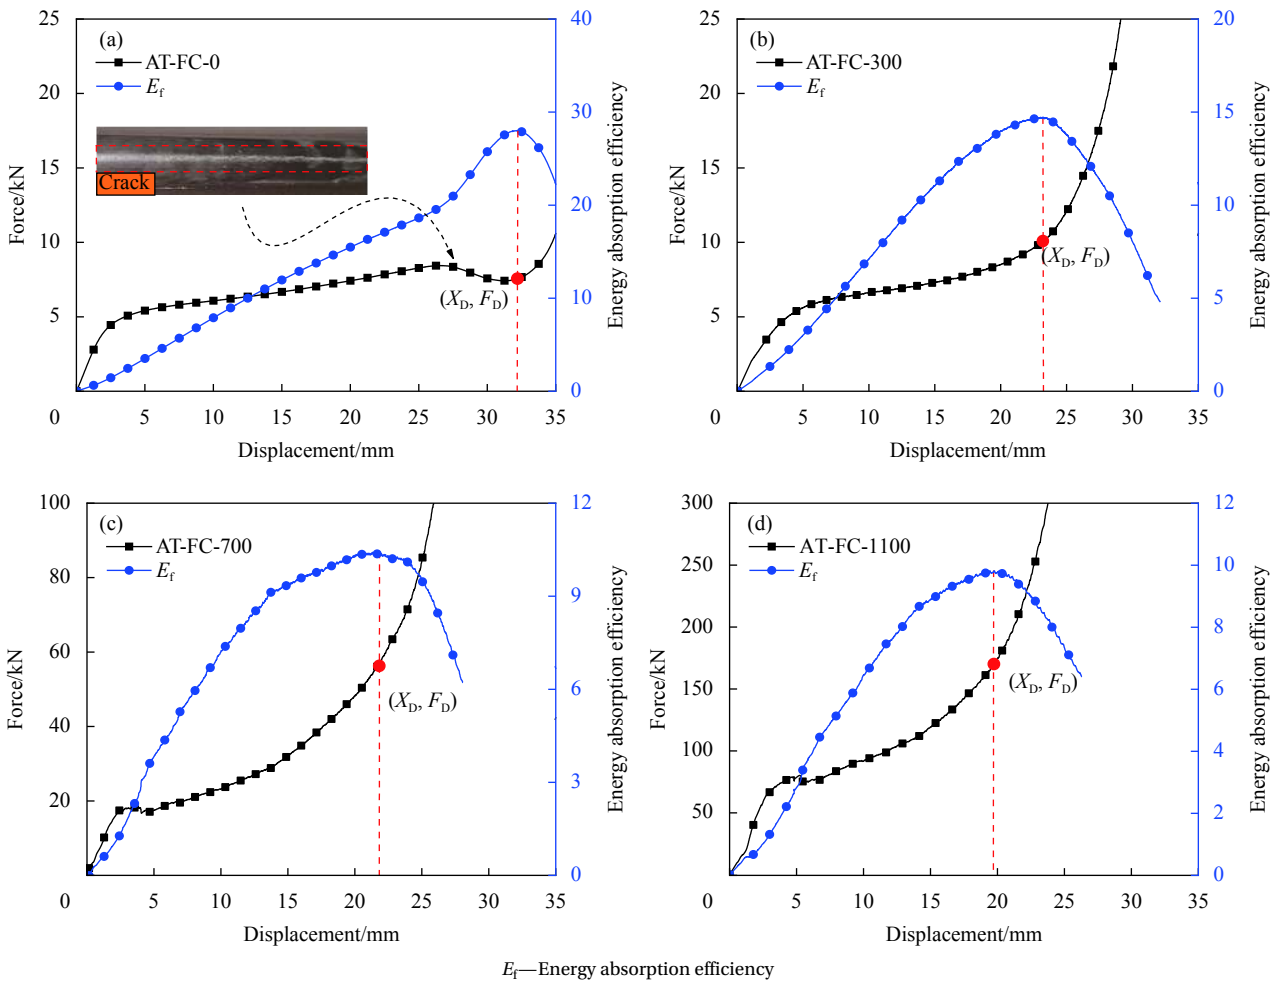 (a)
AT-FC-0
Ef
Crack
(XD, FD)
25
20
15
10
5
0
5
10
15
20
25
30
35
40
30
20
10
0
Force/kN
Displacement/mm
Energy absorption efficiency
(b)
AT-FC-300
Ef
(XD, FD)
25
20
15
10
5
0
5
10
15
20
25
30
35
20
15
10
5
0
Force/kN
Displacement/mm
Energy absorption efficiency
(c)
AT-FC-700
Ef
(XD, FD)
100
80
60
40
20
0
5
10
15
20
25
30
35
12
9
6
3
0
Force/kN
Displacement/mm
Energy absorption efficiency
(d)
AT-FC-1100
Ef
(XD, FD)
300
250
200
150
100
50
0
5
10
15
20
25
30
35
12
10
8
6
4
2
0
Force/kN
Displacement/mm
Energy absorption efficiency
Ef—Energy absorption efficiency